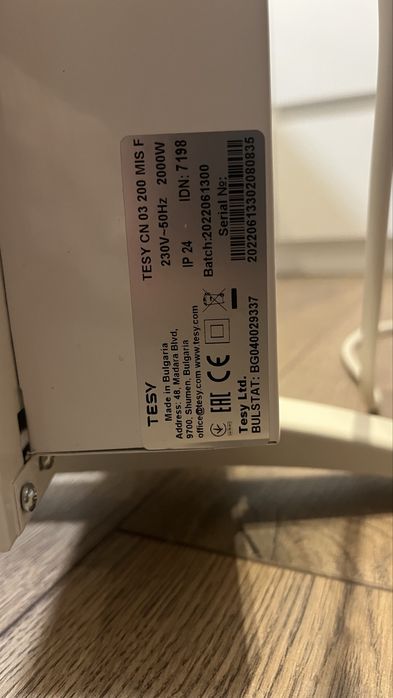 TESY CN 03 200 MIS F
230V~50Hz 2000W
IP 24 IDN: 7198
Batch:2022061300
Serial No:
20220613302080835
TESY
Made in Bulgaria
Address: 48, Madara Blvd,
9700, Shumen, Bulgaria
office@tesy.com www.tesy.com
EAC CE
Tesy Ltd.
BULSTAT: BG040029337